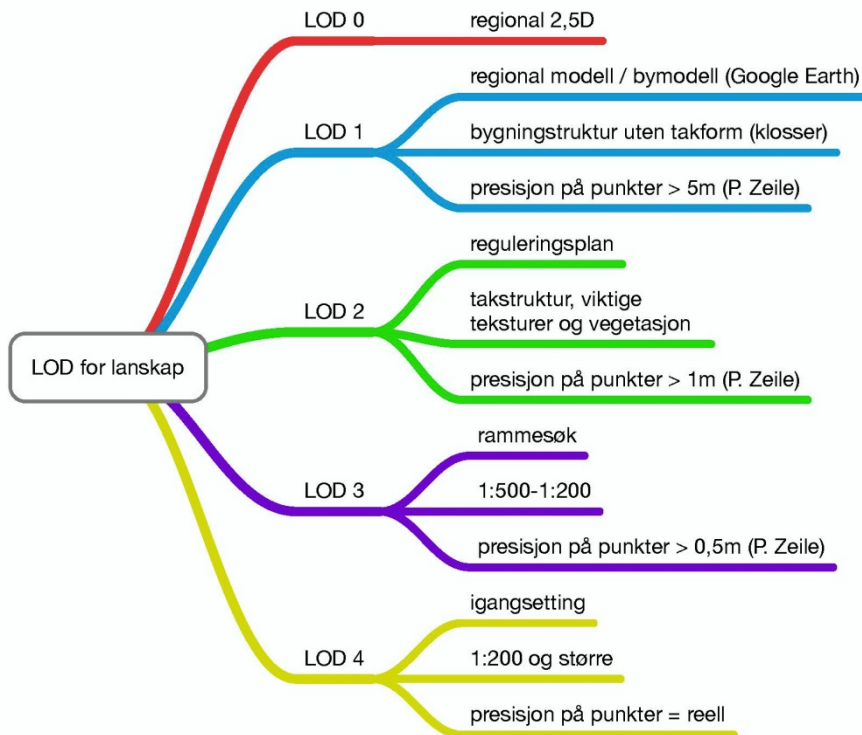 LOD for lanskap
LOD 0
regional 2,5D
LOD 1
regional modell / bymodell (Google Earth)
bygningstruktur uten takform (klosser)
presisjon på punkter > 5m (P. Zeile)
LOD 2
reguleringsplan
takstruktur, viktige
teksturer og vegetasjon
presisjon på punkter > 1m (P. Zeile)
LOD 3
rammesøk
1:500-1:200
presisjon på punkter > 0,5m (P. Zeile)
LOD 4
igangsetting
1:200 og større
presisjon på punkter = reell